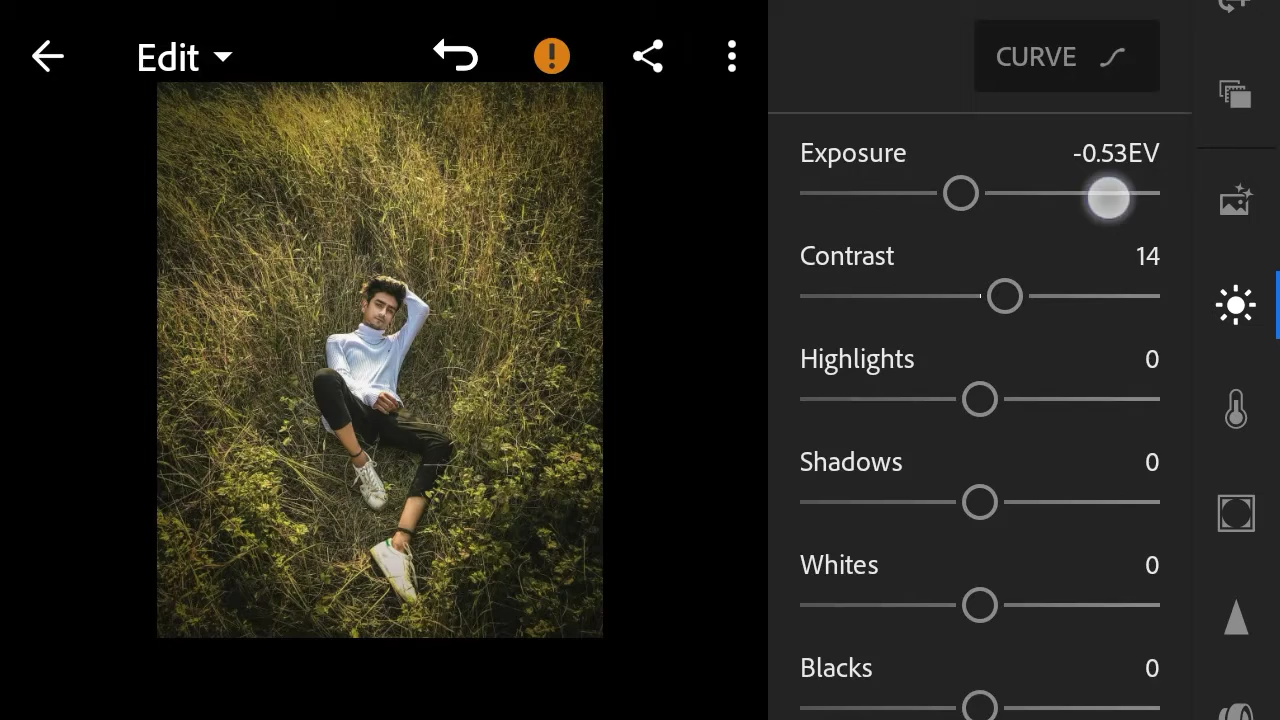 Edit
CURVE
Exposure -0.53EV
Contrast 14
Highlights 0
Shadows 0
Whites 0
Blacks 0